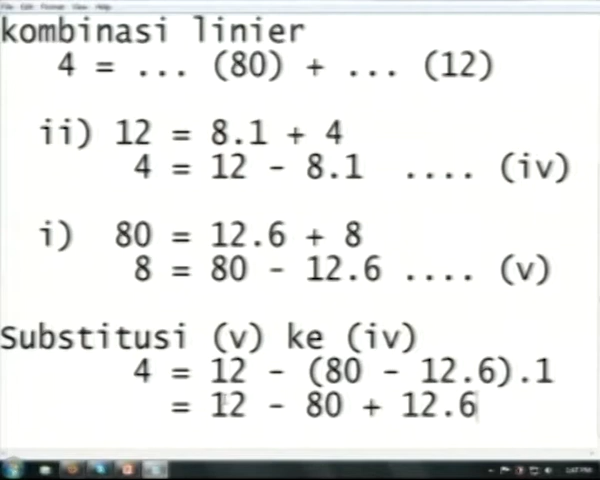 kombinasi linier
4 = ... (80) + ... (12)
ii) 12 = 8.1 + 4
4 = 12 - 8.1 .... (iv)
i) 80 = 12.6 + 8
8 = 80 - 12.6 .... (v)
Substitusi (v) ke (iv)
4 = 12 - (80 - 12.6).1
= 12 - 80 + 12.6